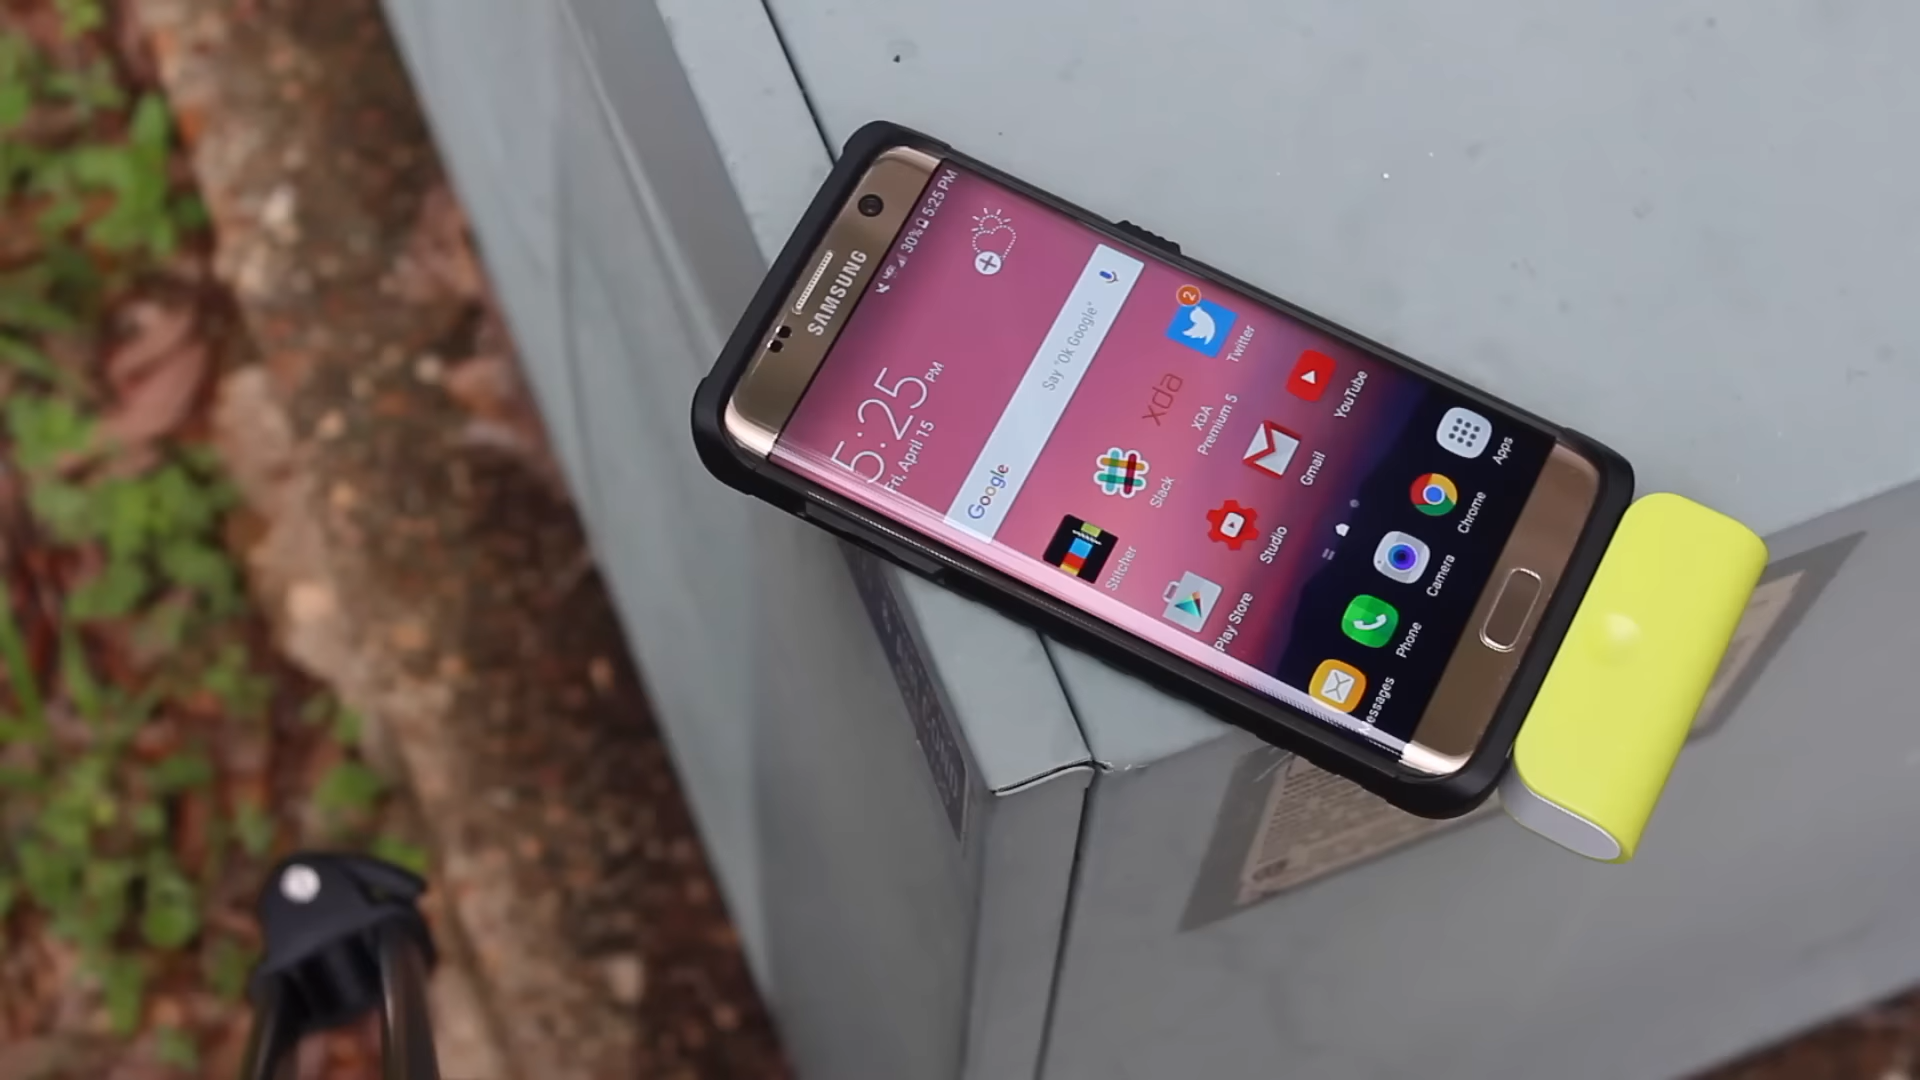 SAMSUNG
30% 5:25 PM
5:25 PM
Fri, April 15
Google
Say "Ok Google"
Stitcher
Slack
xda
XDA
Premium 5
Twitter
Play Store
Studio
Gmail
YouTube
Messages
Phone
Camera
Chrome
Apps
2